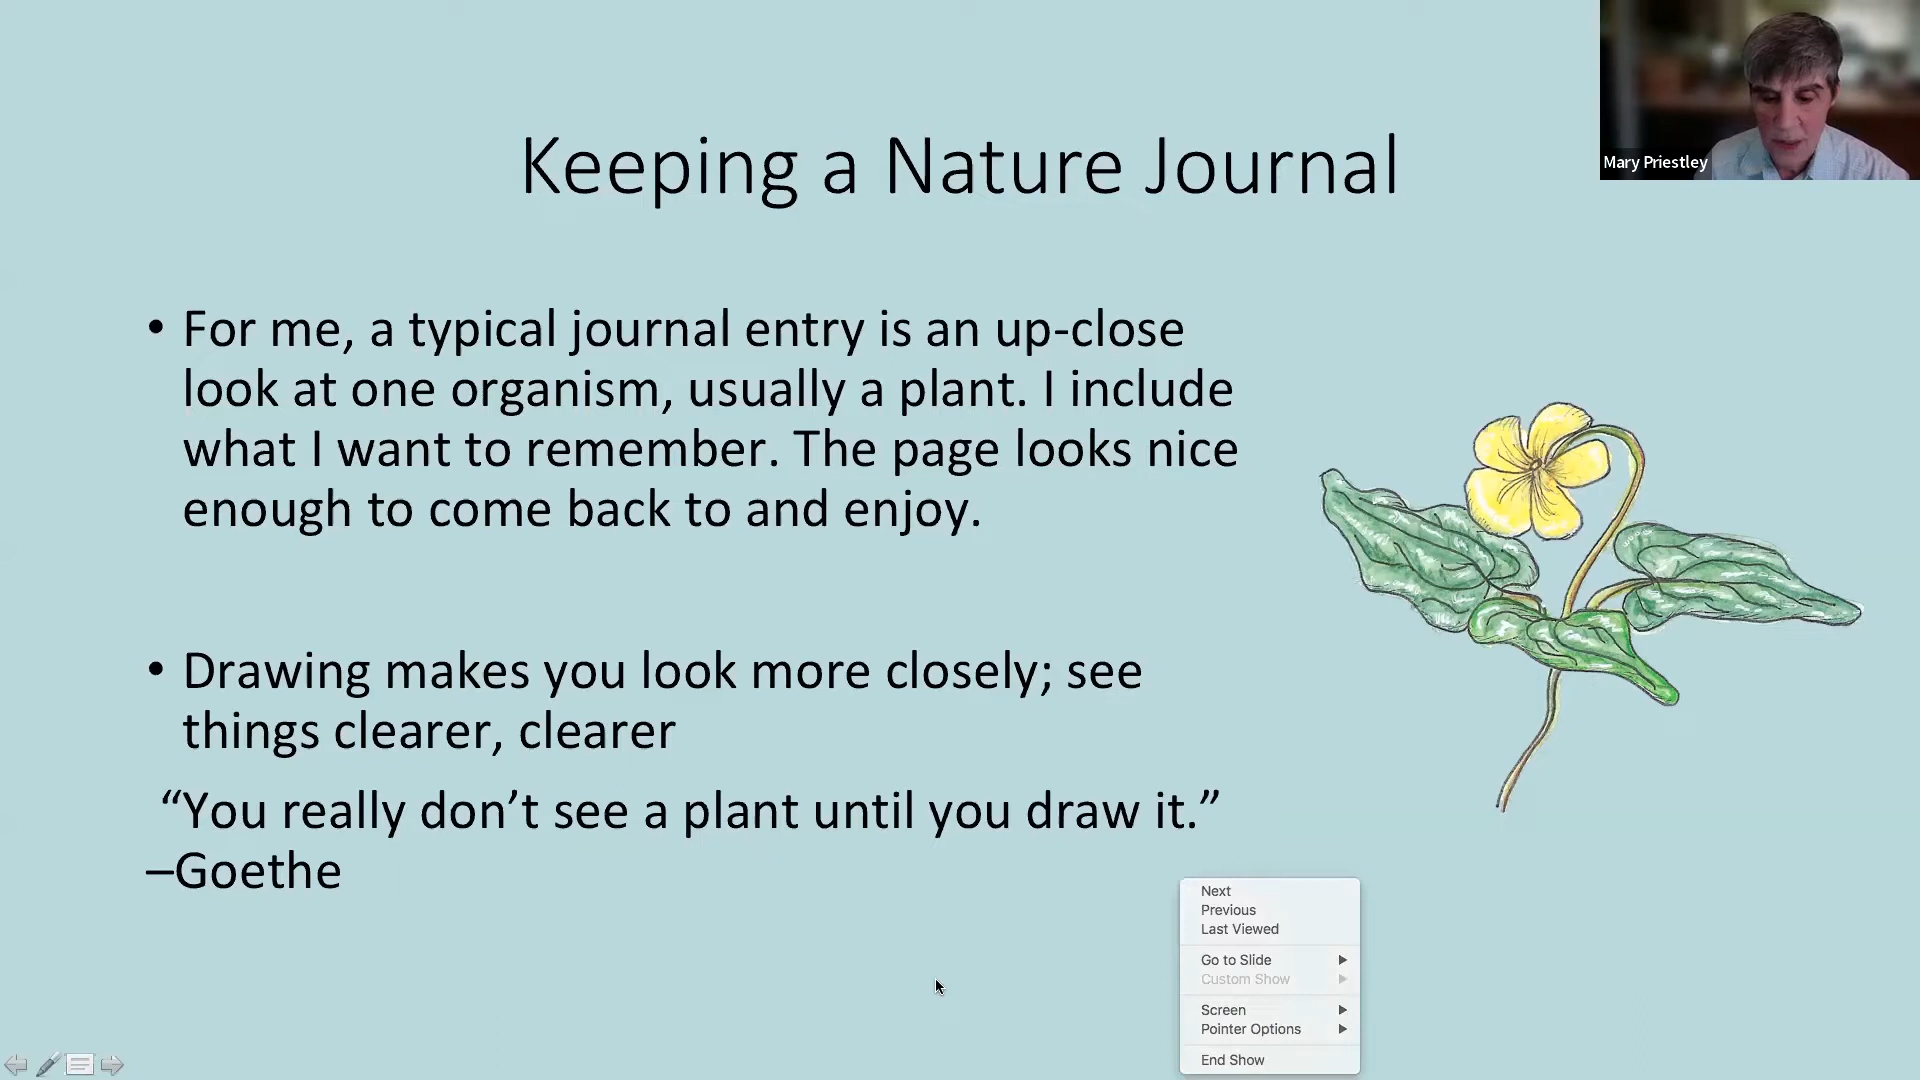 Keeping a Nature Journal
Mary Priestley
• For me, a typical journal entry is an up-close
look at one organism, usually a plant. I include
what I want to remember. The page looks nice
enough to come back to and enjoy.
• Drawing makes you look more closely; see
things clearer, clearer
“You really don’t see a plant until you draw it.”
–Goethe
Next
Previous
Last Viewed
Go to Slide
Custom Show
Screen
Pointer Options
End Show